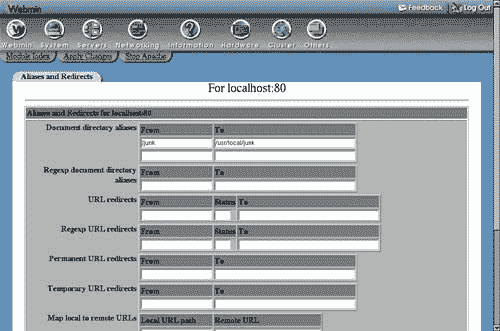 Webmin
Feedback Log Out
Webmin System Servers Networking Information Hardware Cluster Others
Module Index Apply Changes Stop Apache
Aliases and Redirects
For localhost:80
Aliases and Redirects for localhost:80
Document directory aliases From To
/junk /usr/local/junk
Regexp document directory aliases From To
URL redirects From Status To
Regexp URL redirects From Status To
Permanent URL redirects From To
Temporary URL redirects From To
Map local to remote URLs Local URL path Remote URL